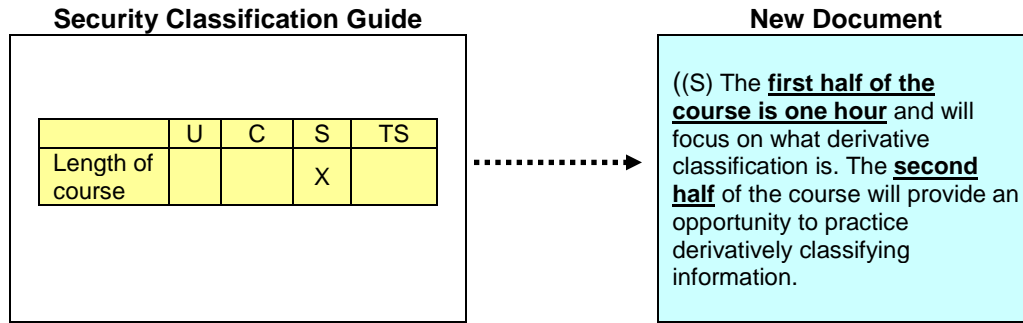 Security Classification Guide
New Document
U C S TS
Length of
course X
((S) The first half of the
course is one hour and will
focus on what derivative
classification is. The second
half of the course will provide an
opportunity to practice
derivatively classifying
information.